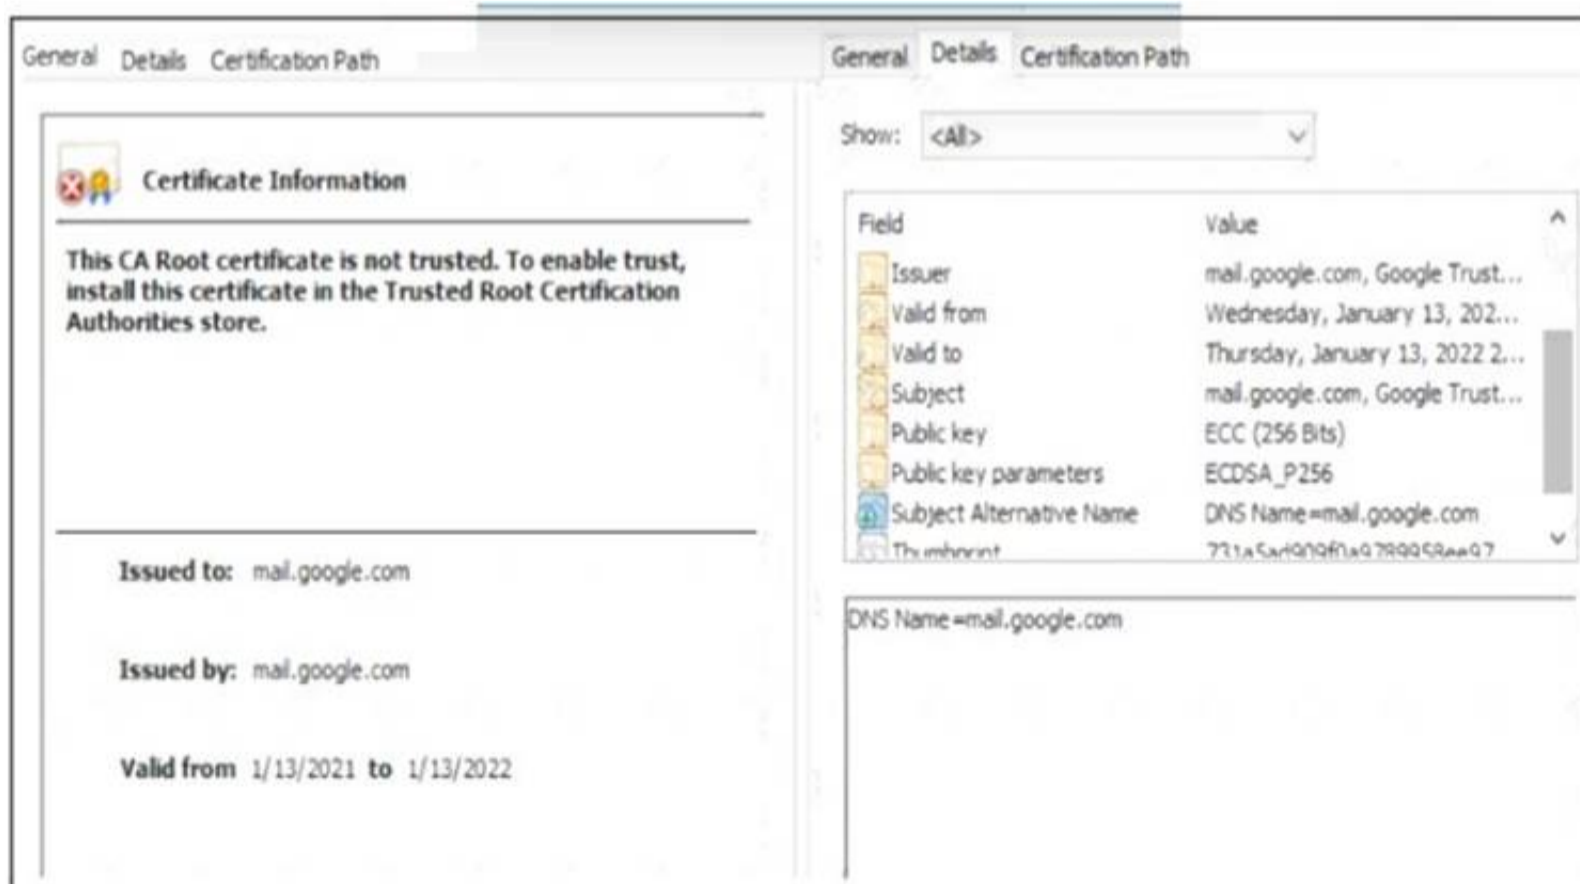 General Details Certification Path
Certificate Information
This CA Root certificate is not trusted. To enable trust,
install this certificate in the Trusted Root Certification
Authorities store.
Issued to: mail.google.com
Issued by: mail.google.com
Valid from 1/13/2021 to 1/13/2022
General Details Certification Path
Show: <All>
Field Value
Issuer mail.google.com, Google Trust...
Valid from Wednesday, January 13, 202...
Valid to Thursday, January 13, 2022 2...
Subject mail.google.com, Google Trust...
Public key ECC (256 Bits)
Public key parameters ECDSA_P256
Subject Alternative Name DNS Name=mail.google.com
Thumbprint
DNS Name=mail.google.com